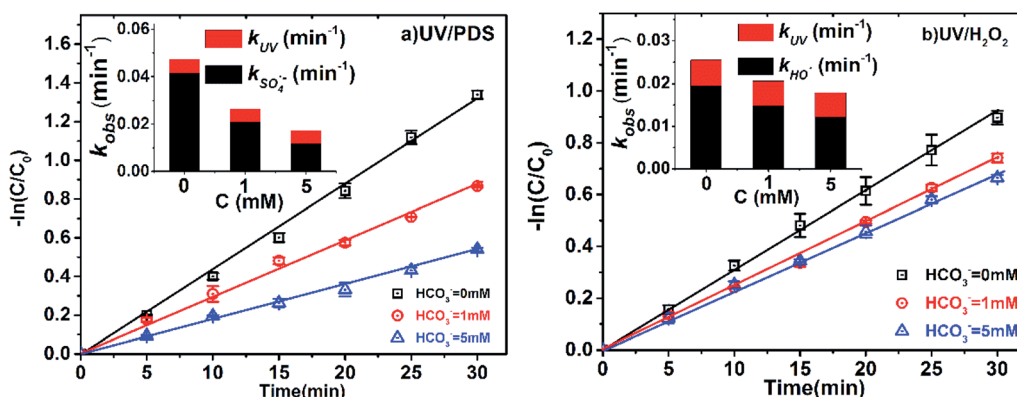 a)UV/PDS
k_UV (min⁻¹)
k_SO₄·⁻ (min⁻¹)
k_obs (min⁻¹)
0.06
0.04
0.02
0.00
0 1 5
C (mM)
-Ln(C/C₀)
1.6
1.4
1.2
1.0
0.8
0.6
0.4
0.2
0.0
HCO₃⁻=0mM
HCO₃⁻=1mM
HCO₃⁻=5mM
0 5 10 15 20 25 30
Time(min)
b)UV/H₂O₂
k_UV (min⁻¹)
k_HO· (min⁻¹)
k_obs (min⁻¹)
0.03
0.02
0.01
0.00
0 1 5
C (mM)
-Ln(C/C₀)
1.2
1.0
0.8
0.6
0.4
0.2
0.0
HCO₃⁻=0mM
HCO₃⁻=1mM
HCO₃⁻=5mM
0 5 10 15 20 25 30
Time(min)